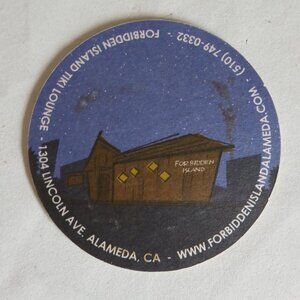 FORBIDDEN ISLAND TIKI LOUNGE 1304 LINCOLN AVE. ALAMEDA, CA - WWW.FORBIDDENISLANDALAMEDA.COM - (510) 749-0332 -
FORBIDDEN
ISLAND